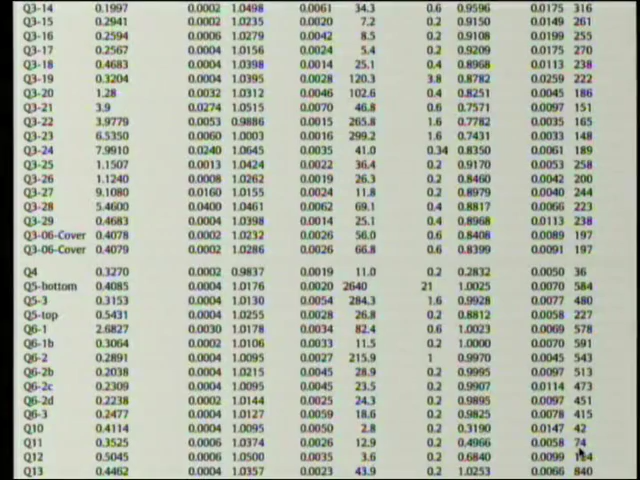 Q3-14 0.1997 0.0002 1.0498 0.0061 34.3 0.6 0.9596 0.0175 316
Q3-15 0.2941 0.0002 1.0235 0.0020 7.2 0.2 0.9150 0.0149 261
Q3-16 0.2594 0.0006 1.0279 0.0042 8.5 0.2 0.9108 0.0199 255
Q3-17 0.2567 0.0004 1.0156 0.0024 5.4 0.2 0.9209 0.0175 270
Q3-18 0.4683 0.0004 1.0398 0.0014 25.1 0.4 0.8968 0.0113 238
Q3-19 0.3204 0.0004 1.0395 0.0028 120.3 3.8 0.8782 0.0259 222
Q3-20 1.28 0.0032 1.0312 0.0046 102.6 0.4 0.8251 0.0045 186
Q3-21 3.9 0.0274 1.0515 0.0070 46.8 0.6 0.7571 0.0097 151
Q3-22 3.9779 0.0053 0.9886 0.0015 265.8 1.6 0.7782 0.0035 165
Q3-23 6.5350 0.0060 1.0003 0.0016 299.2 1.6 0.7431 0.0033 148
Q3-24 7.9910 0.0240 1.0645 0.0035 41.0 0.34 0.8350 0.0061 189
Q3-25 1.1507 0.0013 1.0424 0.0022 36.4 0.2 0.9170 0.0053 258
Q3-26 1.1240 0.0008 1.0262 0.0019 26.3 0.2 0.8460 0.0042 200
Q3-27 9.1080 0.0160 1.0155 0.0024 11.8 0.2 0.8979 0.0040 244
Q3-28 5.4600 0.0400 1.0461 0.0062 69.1 0.4 0.8817 0.0066 223
Q3-29 0.4683 0.0004 1.0398 0.0014 25.1 0.4 0.8968 0.0113 238
Q3-06-Cover 0.4078 0.0002 1.0232 0.0026 56.0 0.6 0.8408 0.0089 197
Q3-06-Cover 0.4079 0.0002 1.0286 0.0026 66.8 0.6 0.8399 0.0091 197
Q4 0.3270 0.0002 0.9837 0.0019 11.0 0.2 0.2832 0.0050 36
Q5-bottom 0.4085 0.0004 1.0176 0.0020 2640 21 1.0025 0.0070 584
Q5-3 0.3153 0.0004 1.0130 0.0054 284.3 1.6 0.9928 0.0077 480
Q5-top 0.5431 0.0004 1.0255 0.0028 26.8 0.2 0.8812 0.0058 227
Q6-1 2.6827 0.0030 1.0178 0.0034 82.4 0.6 1.0023 0.0069 578
Q6-1b 0.3064 0.0002 1.0106 0.0033 11.5 0.2 1.0000 0.0070 591
Q6-2 0.2891 0.0004 1.0095 0.0027 215.9 1 0.9970 0.0045 543
Q6-2b 0.2038 0.0004 1.0215 0.0045 28.9 0.2 0.9995 0.0097 513
Q6-2c 0.2309 0.0004 1.0095 0.0045 23.5 0.2 0.9907 0.0114 473
Q6-2d 0.2238 0.0002 1.0144 0.0025 24.3 0.2 0.9895 0.0097 451
Q6-3 0.2477 0.0004 1.0127 0.0059 18.6 0.2 0.9825 0.0078 415
Q10 0.4114 0.0004 1.0095 0.0050 2.8 0.2 0.3190 0.0147 42
Q11 0.3525 0.0006 1.0374 0.0026 12.9 0.2 0.4966 0.0058 74
Q12 0.5045 0.0006 1.0500 0.0035 3.6 0.2 0.6840 0.0099
Q13 0.4462 0.0004 1.0357 0.0023 43.9 0.2 1.0253 0.0066 840